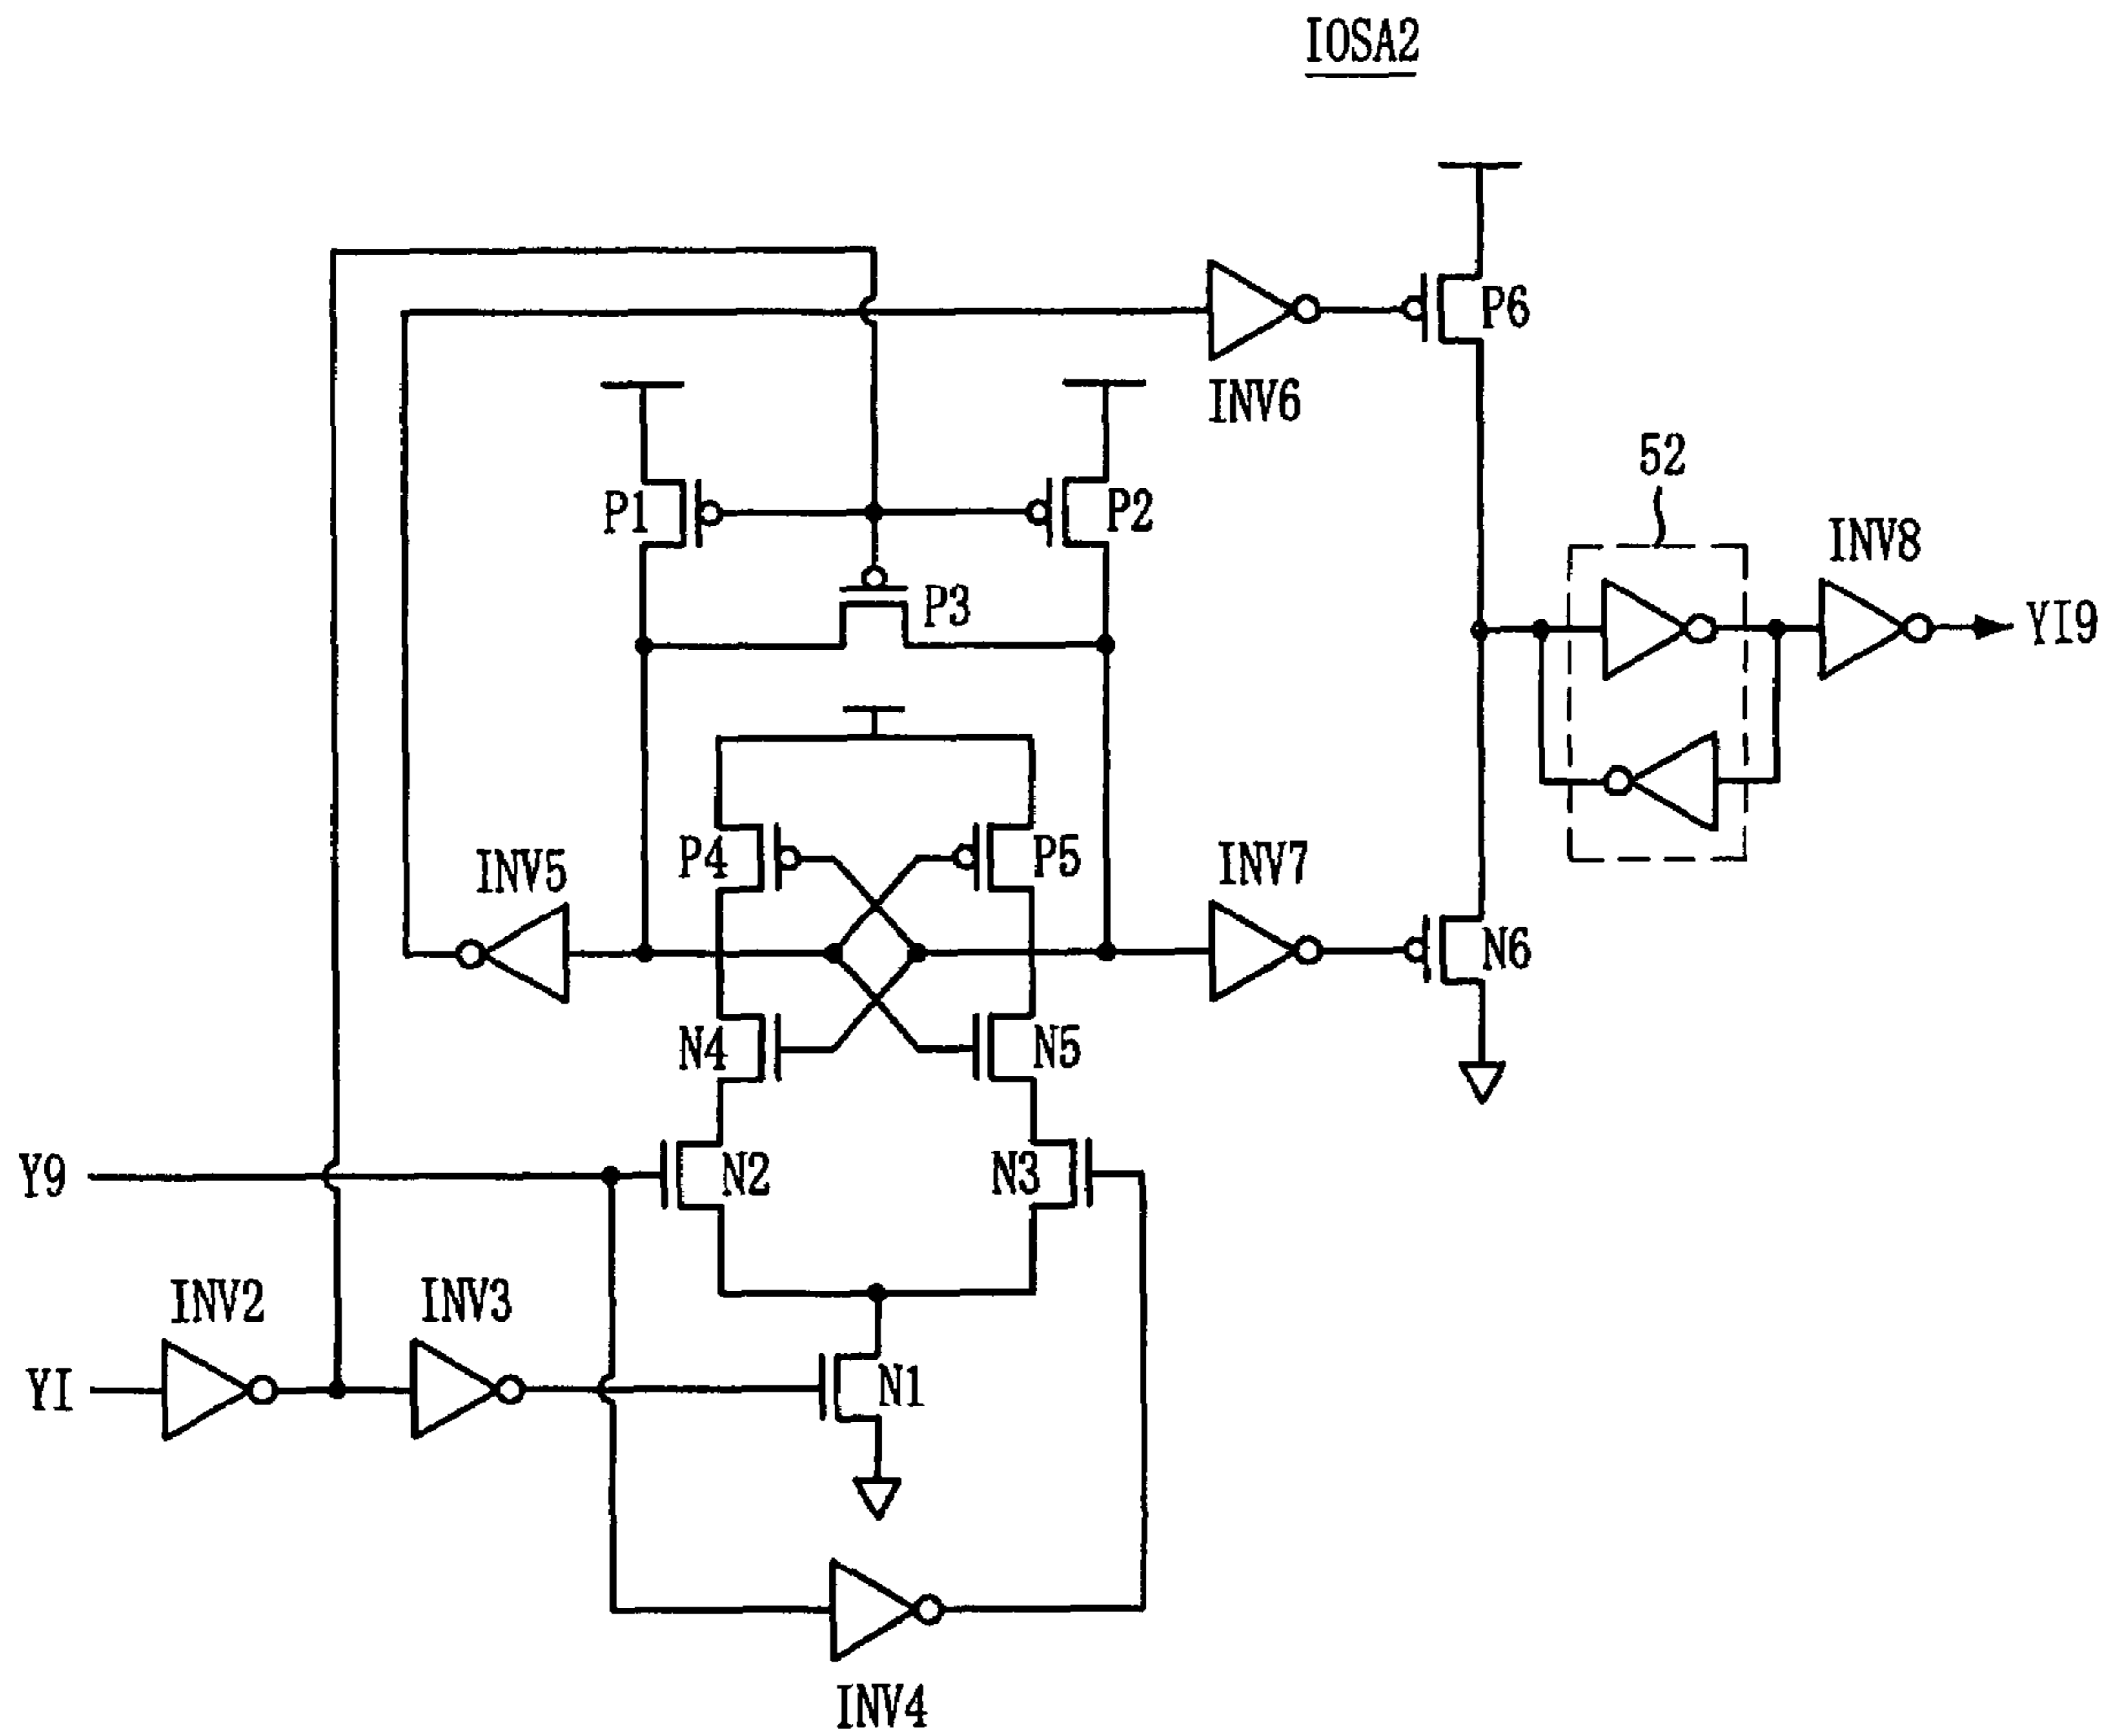 IOSA2
P6
INV6
52
P1
P2
INV8
P3
YI9
P4
P5
INV5
INV7
N6
N4
N5
Y9
N2
N3
INV2
INV3
YI
N1
INV4